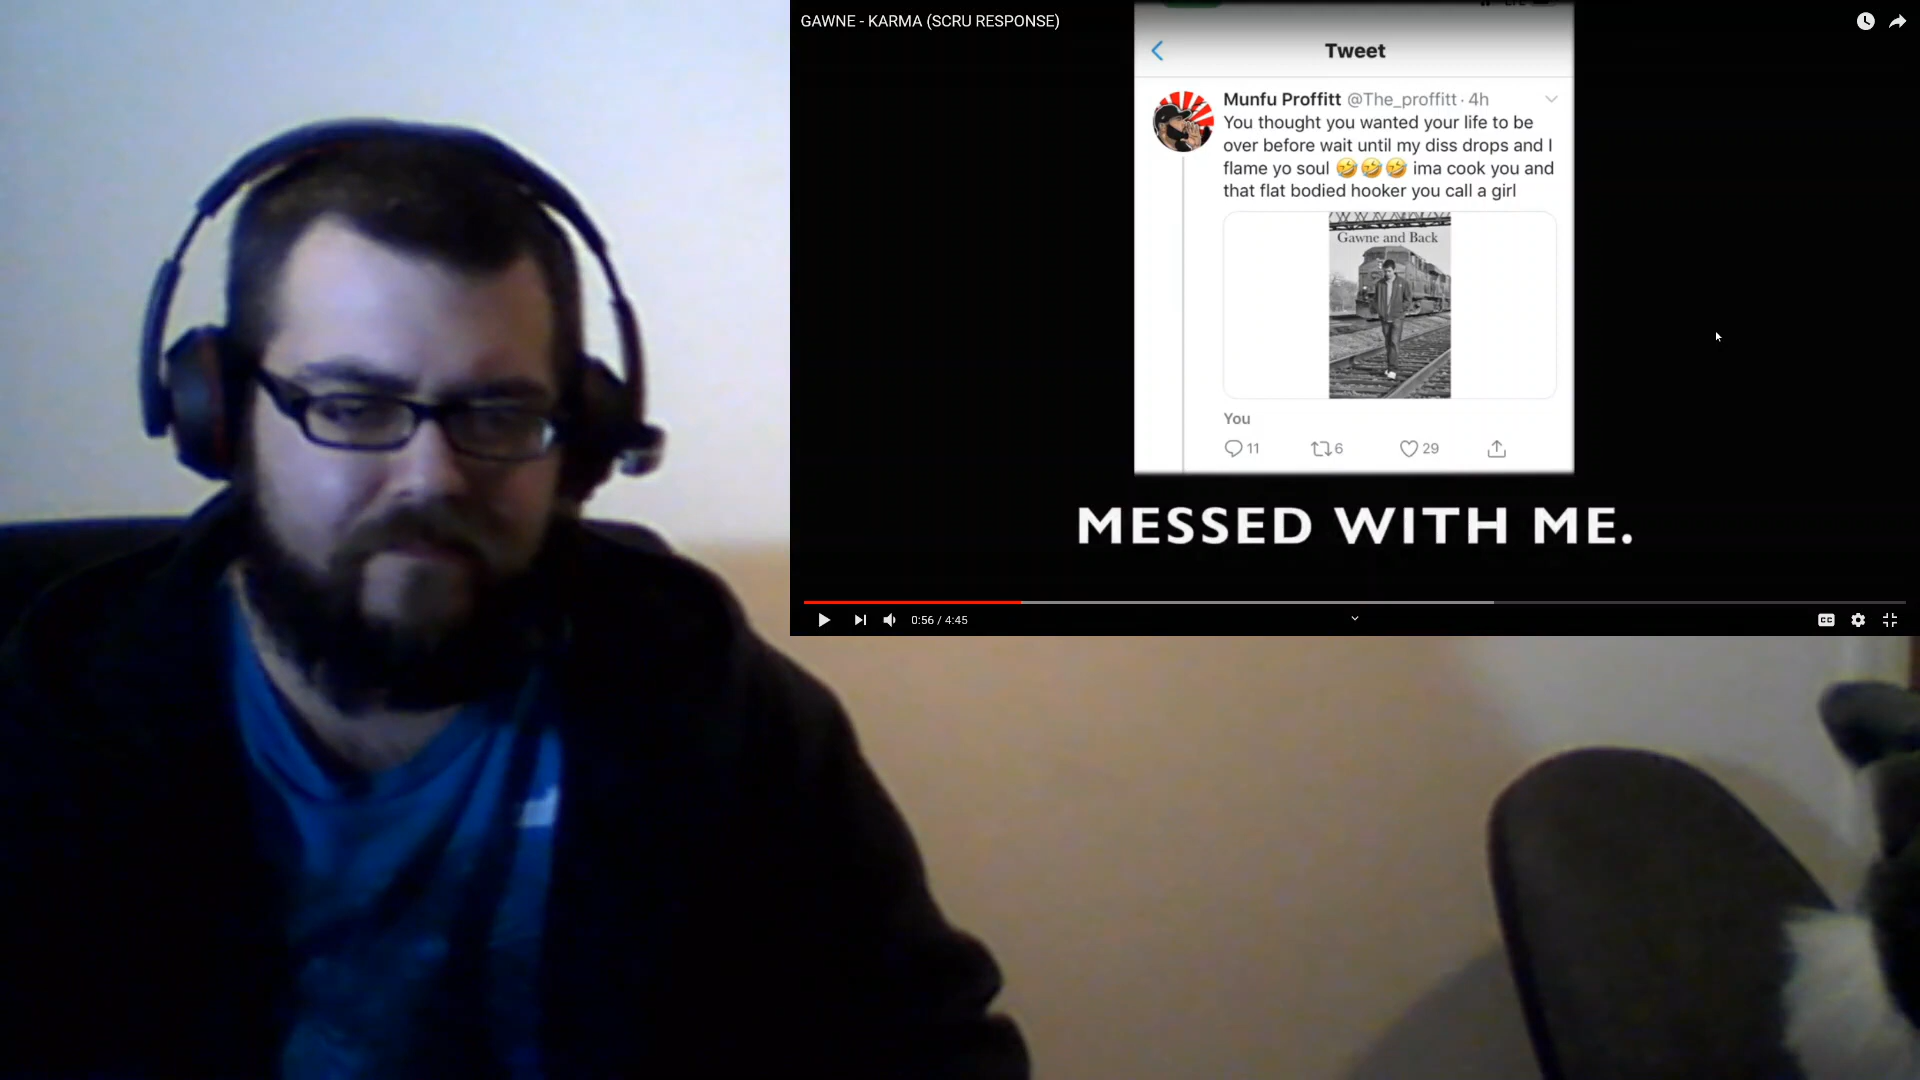 GAWNE - KARMA (SCRU RESPONSE)
Tweet
Munfu Proffitt @The_proffitt · 4h
You thought you wanted your life to be
over before wait until my diss drops and I
flame yo soul 🤣🤣🤣 ima cook you and
that flat bodied hooker you call a girl
Gawne and Back
You
11 6 29
MESSED WITH ME.
0:56 / 4:45
CC